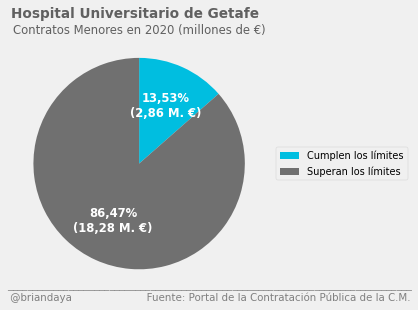 Hospital Universitario de Getafe
Contratos Menores en 2020 (millones de €)
13,53%
(2,86 M. €)
86,47%
(18,28 M. €)
Cumplen los límites
Superan los límites
@briandaya
Fuente: Portal de la Contratación Pública de la C.M.